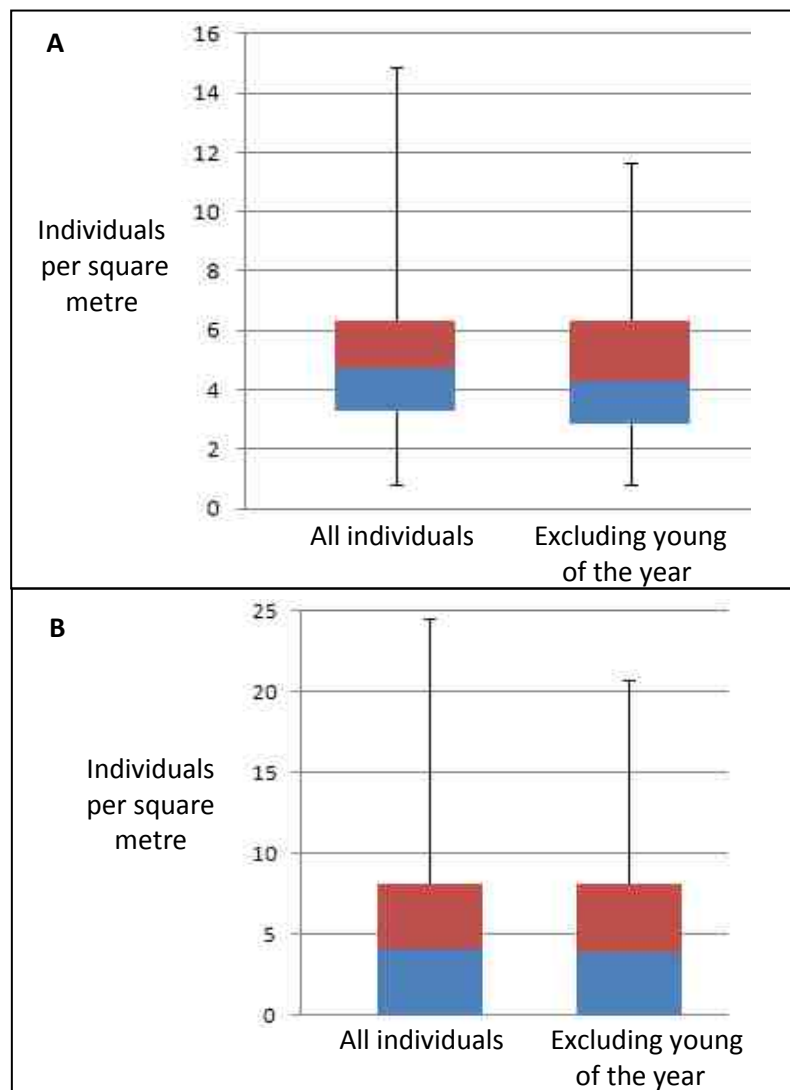 A
16
14
12
10
8
6
4
2
0
Individuals
per square
metre
All individuals
Excluding young
of the year
B
25
20
15
10
5
0
Individuals
per square
metre
All individuals
Excluding young
of the year